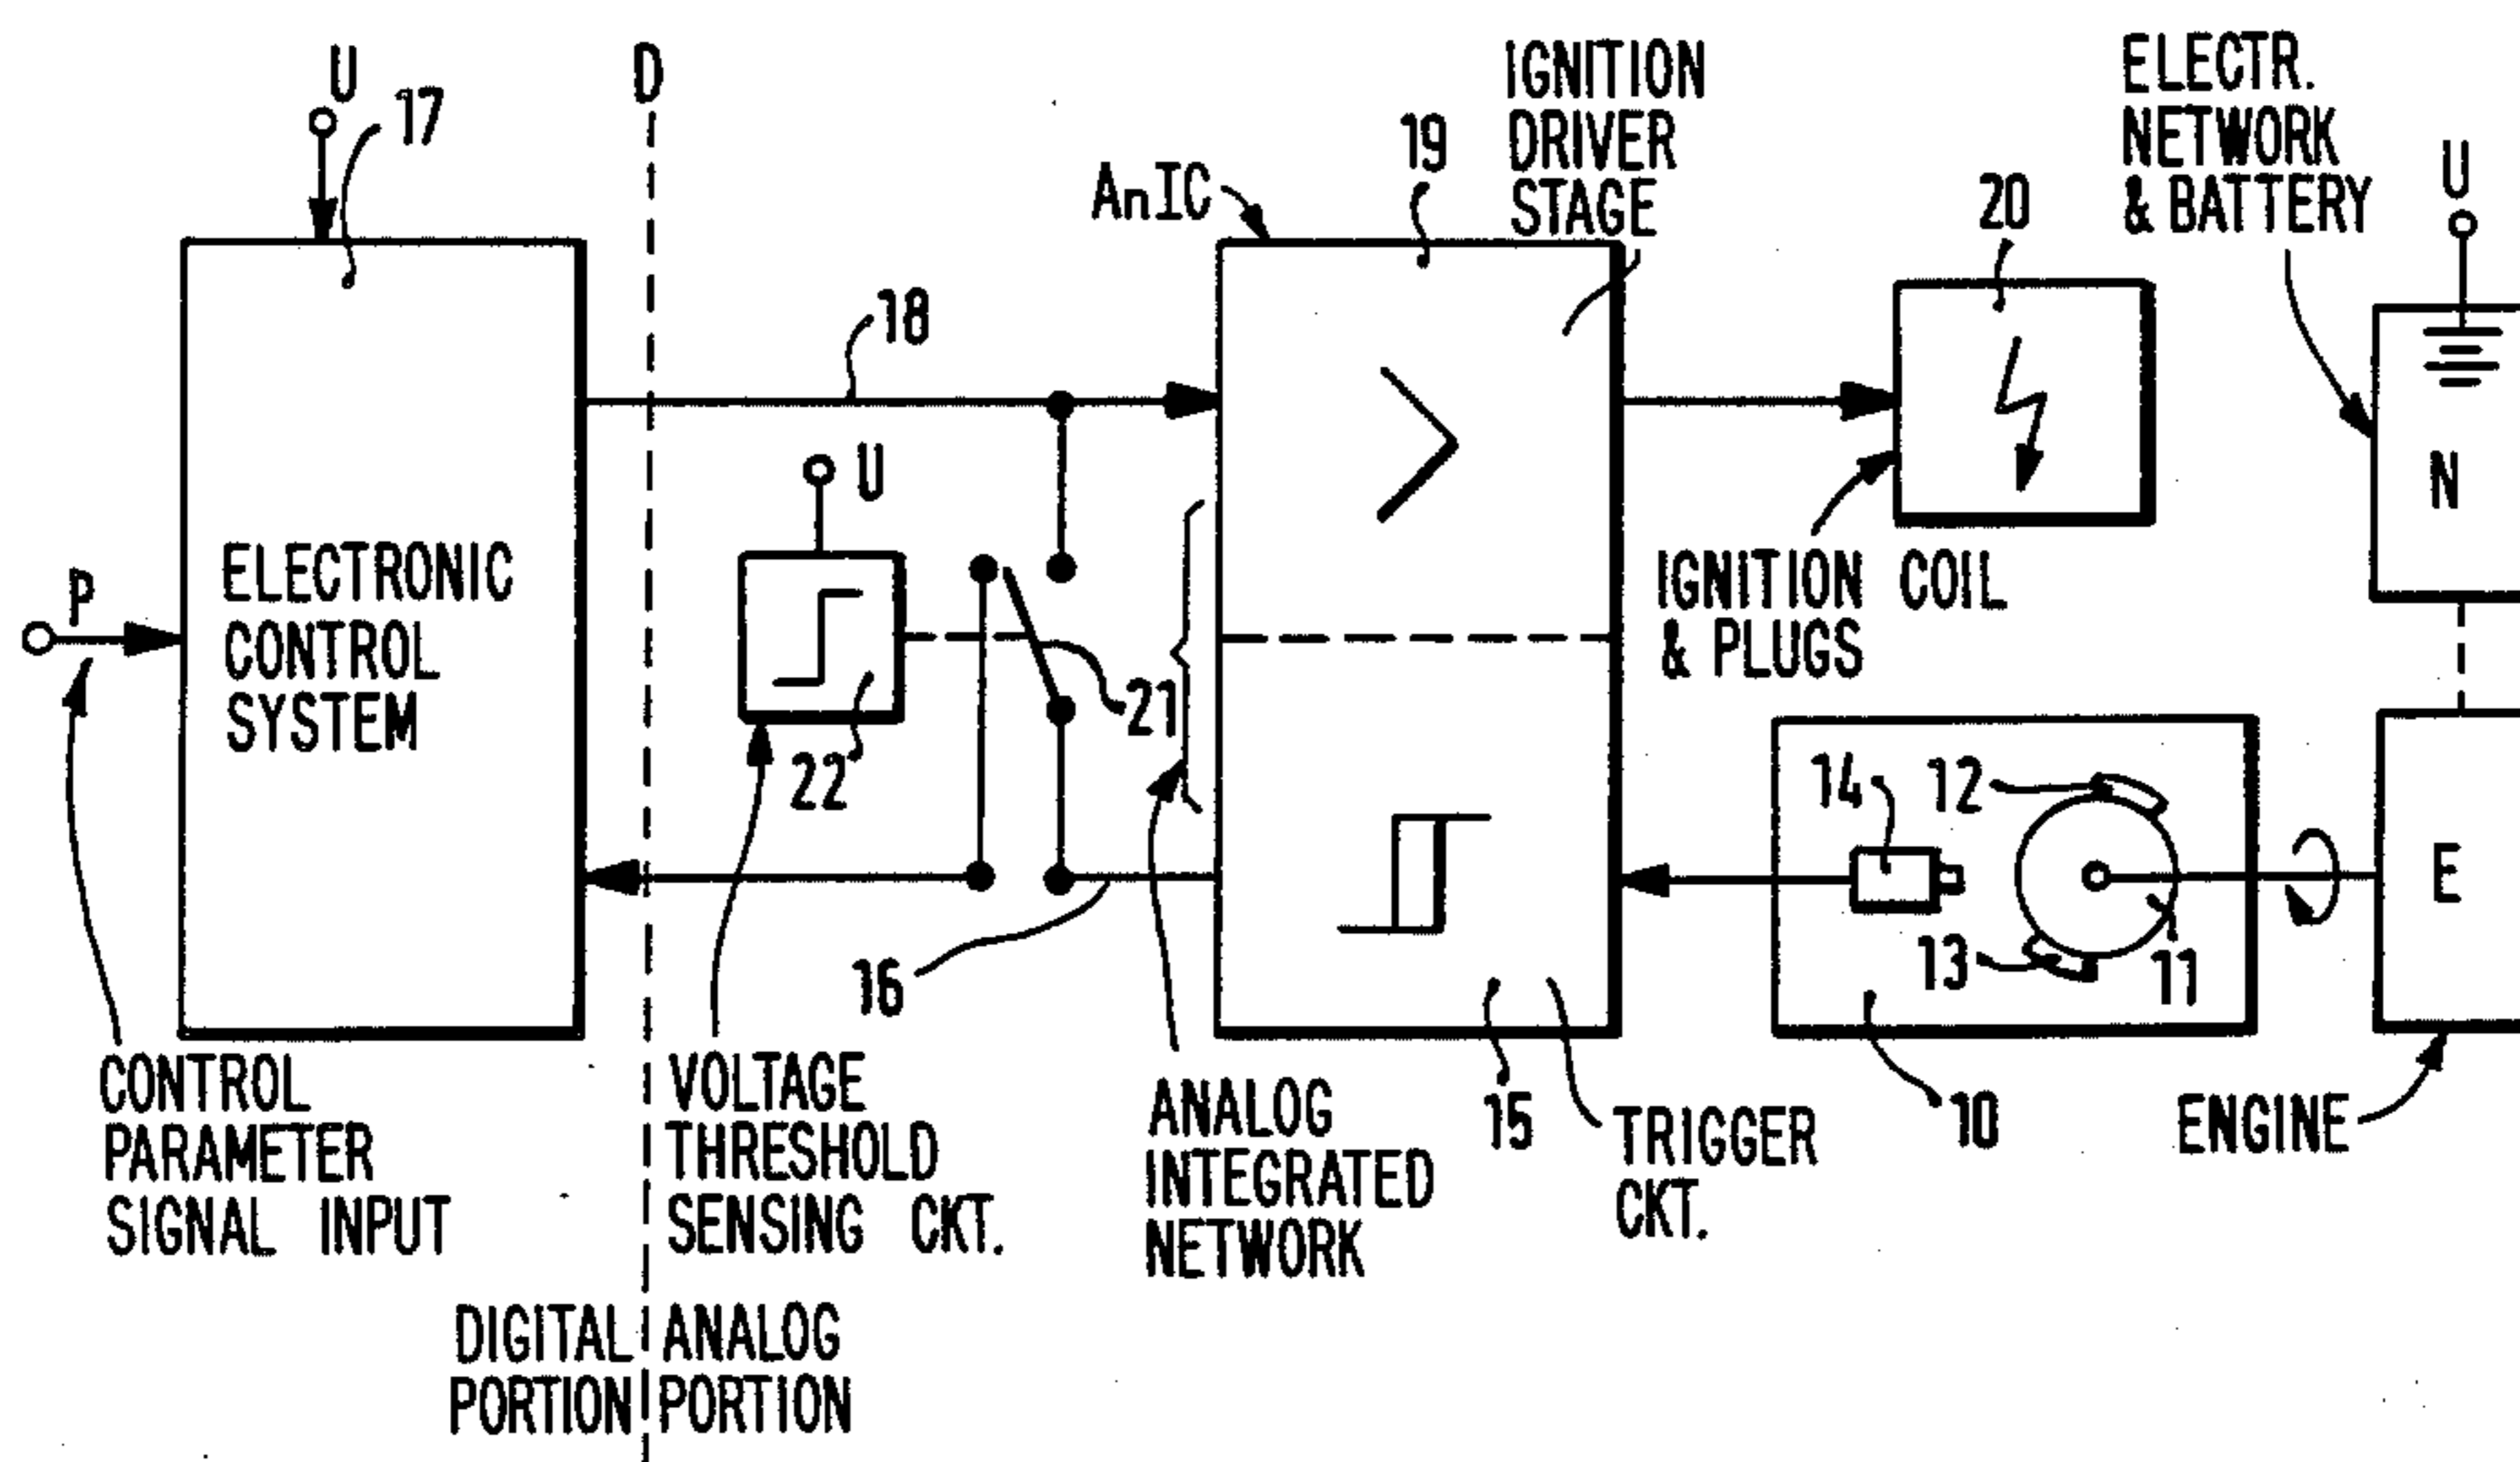 U
17
D
AnIC
19
IGNITION
DRIVER
STAGE
20
ELECTR.
NETWORK
& BATTERY
U
18
U
P
ELECTRONIC
CONTROL
SYSTEM
22
21
IGNITION COIL
& PLUGS
N
14
12
13
11
E
16
CONTROL
PARAMETER
SIGNAL INPUT
VOLTAGE
THRESHOLD
SENSING CKT.
ANALOG
INTEGRATED
NETWORK
15
TRIGGER
CKT.
10
ENGINE
DIGITAL ANALOG
PORTION PORTION